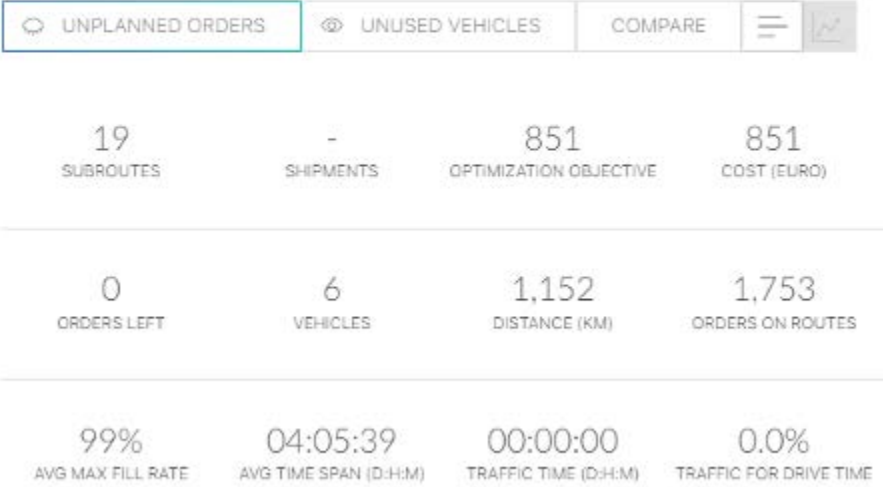 UNPLANNED ORDERS UNUSED VEHICLES COMPARE
19 - 851 851
SUBROUTES SHIPMENTS OPTIMIZATION OBJECTIVE COST (EURO)
0 6 1,152 1,753
ORDERS LEFT VEHICLES DISTANCE (KM) ORDERS ON ROUTES
99% 04:05:39 00:00:00 0.0%
AVG MAX FILL RATE AVG TIME SPAN (D:H:M) TRAFFIC TIME (D:H:M) TRAFFIC FOR DRIVE TIME